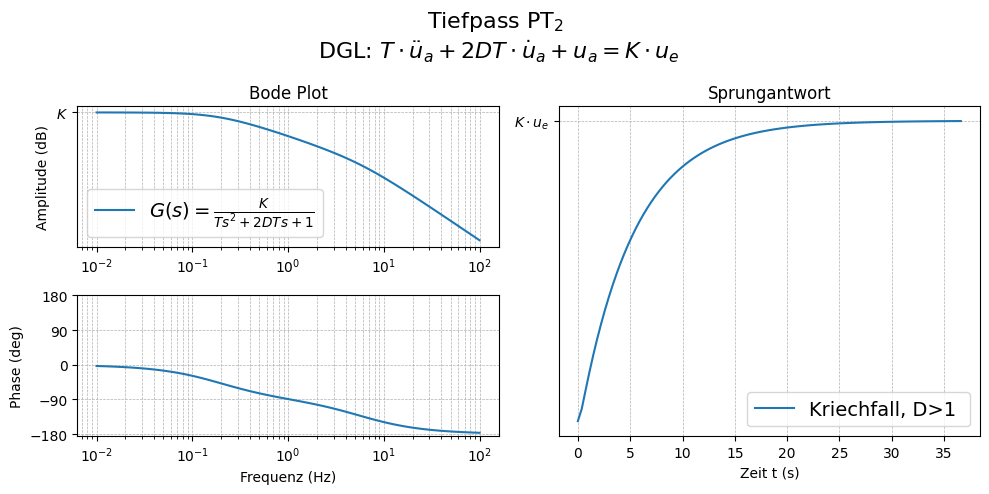 Tiefpass PT₂
DGL: T · üₐ + 2DT · u̇ₐ + uₐ = K · uₑ
Bode Plot
K
Amplitude (dB)
G(s) = K / (Ts² + 2DTs + 1)
10⁻² 10⁻¹ 10⁰ 10¹ 10²
180
90
0
−90
−180
Phase (deg)
10⁻² 10⁻¹ 10⁰ 10¹ 10²
Frequenz (Hz)
Sprungantwort
K · uₑ
Kriechfall, D>1
0 5 10 15 20 25 30 35
Zeit t (s)